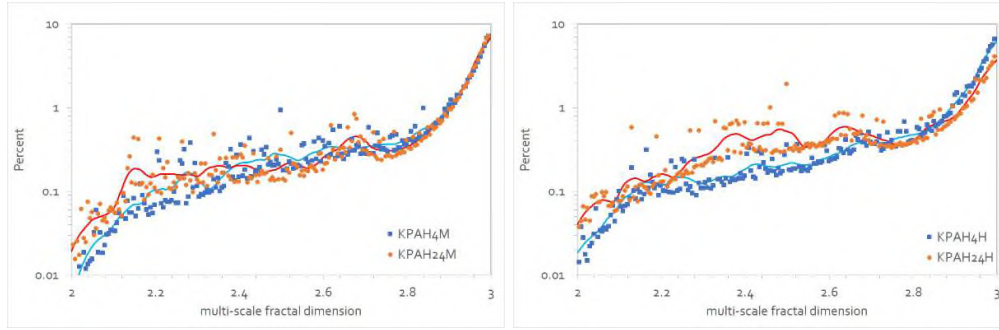 10
1
0.1
0.01
Percent
2
2.2
2.4
2.6
2.8
3
multi-scale fractal dimension
KPAH4M
KPAH24M
10
1
0.1
0.01
Percent
2
2.2
2.4
2.6
2.8
3
multi-scale fractal dimension
KPAH4H
KPAH24H